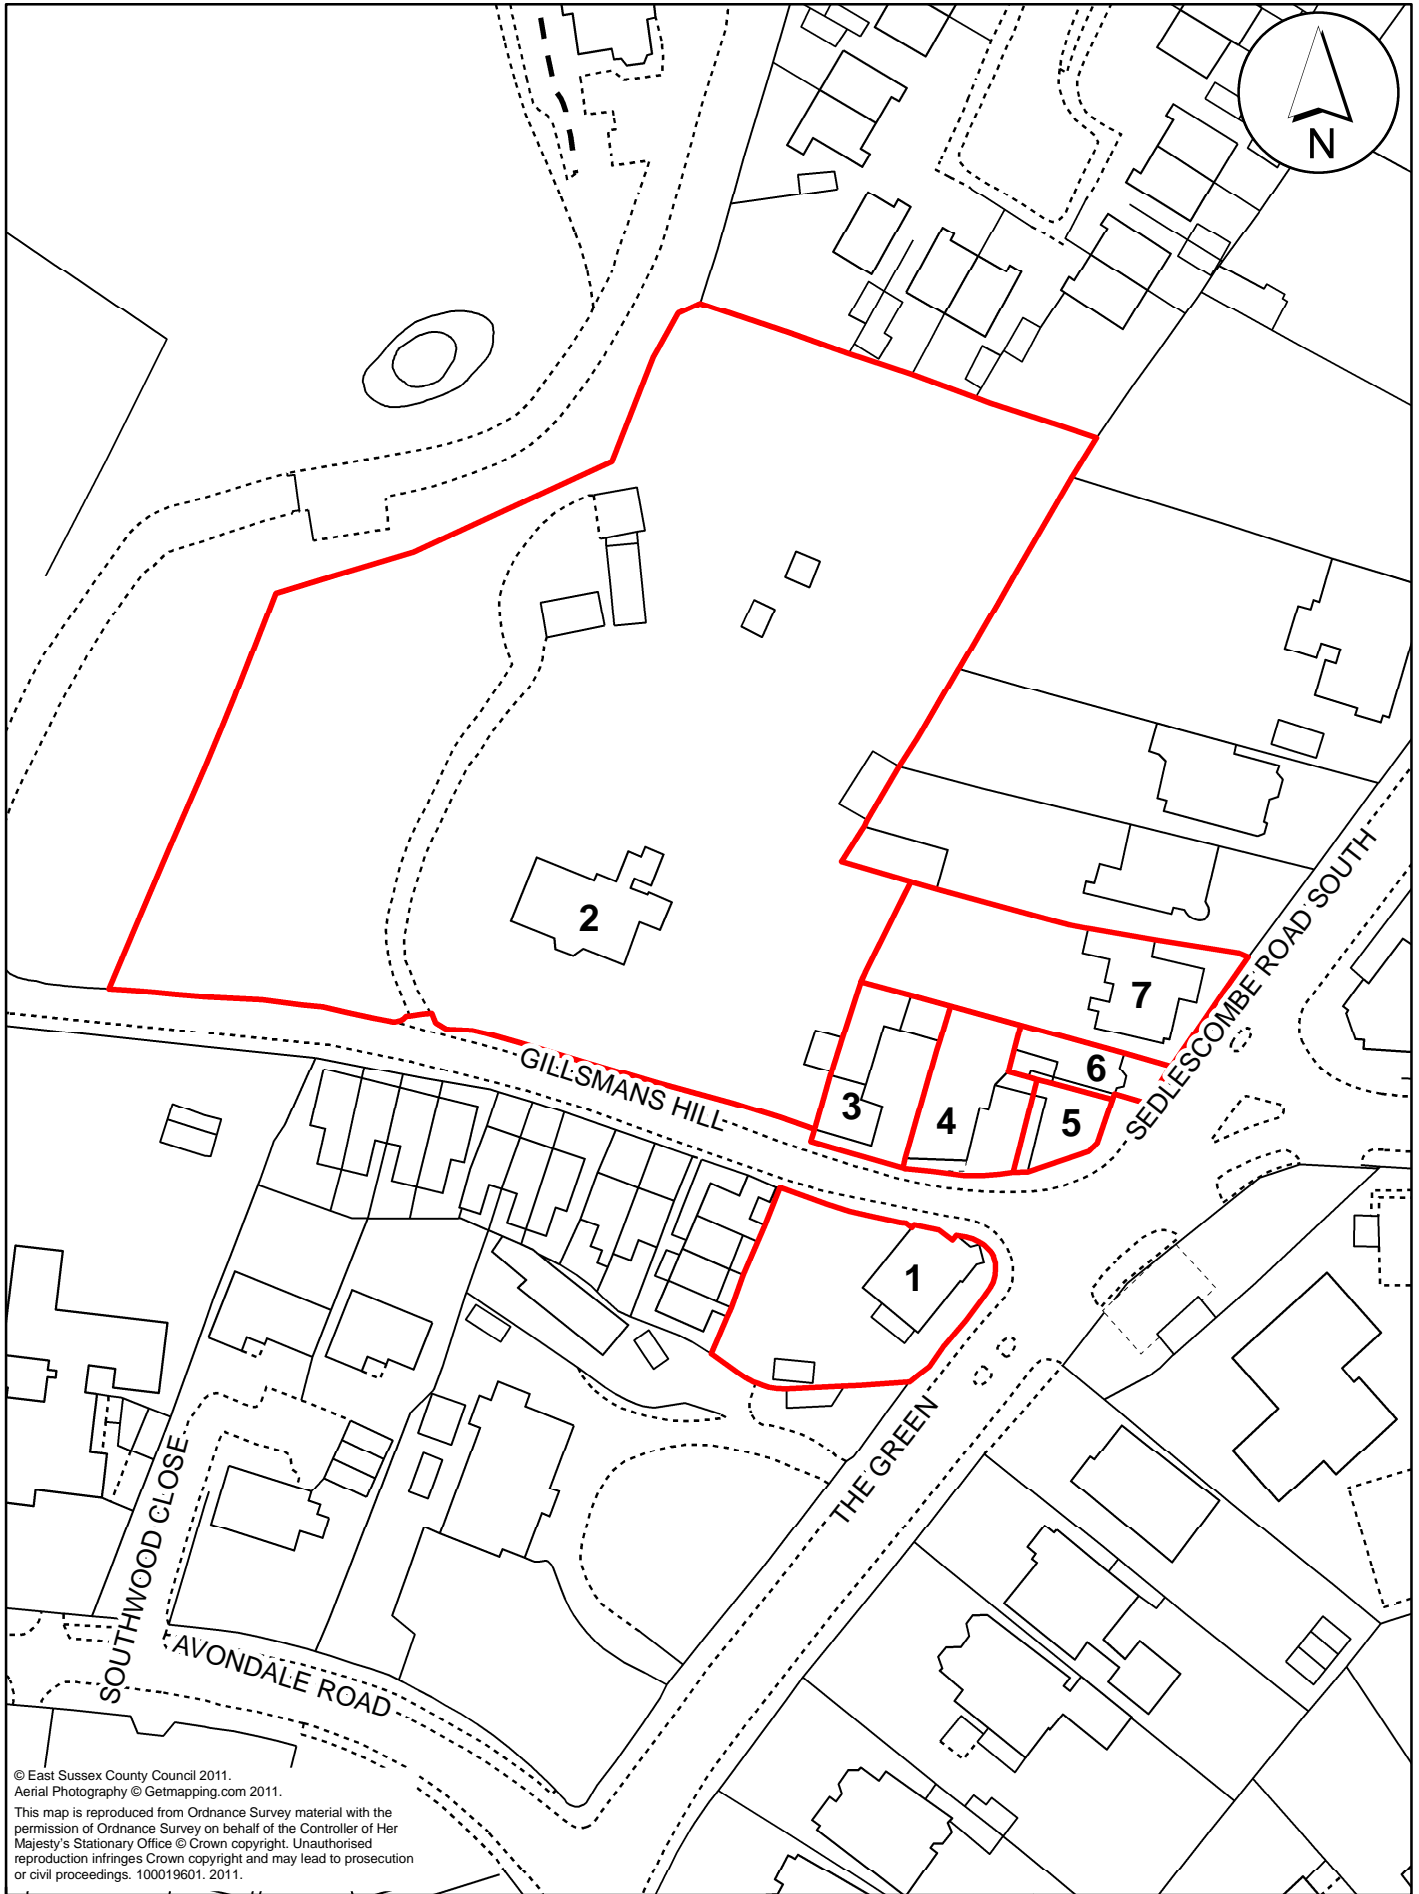 N
2
7
6
3
4
5
1
GILLSMANS HILL
SEDLESCOMBE ROAD SOUTH
THE GREEN
SOUTHWOOD CLOSE
AVONDALE ROAD
© East Sussex County Council 2011.
Aerial Photography © Getmapping.com 2011.
This map is reproduced from Ordnance Survey material with the
permission of Ordnance Survey on behalf of the Controller of Her
Majesty's Stationary Office © Crown copyright. Unauthorised
reproduction infringes Crown copyright and may lead to prosecution
or civil proceedings. 100019601. 2011.